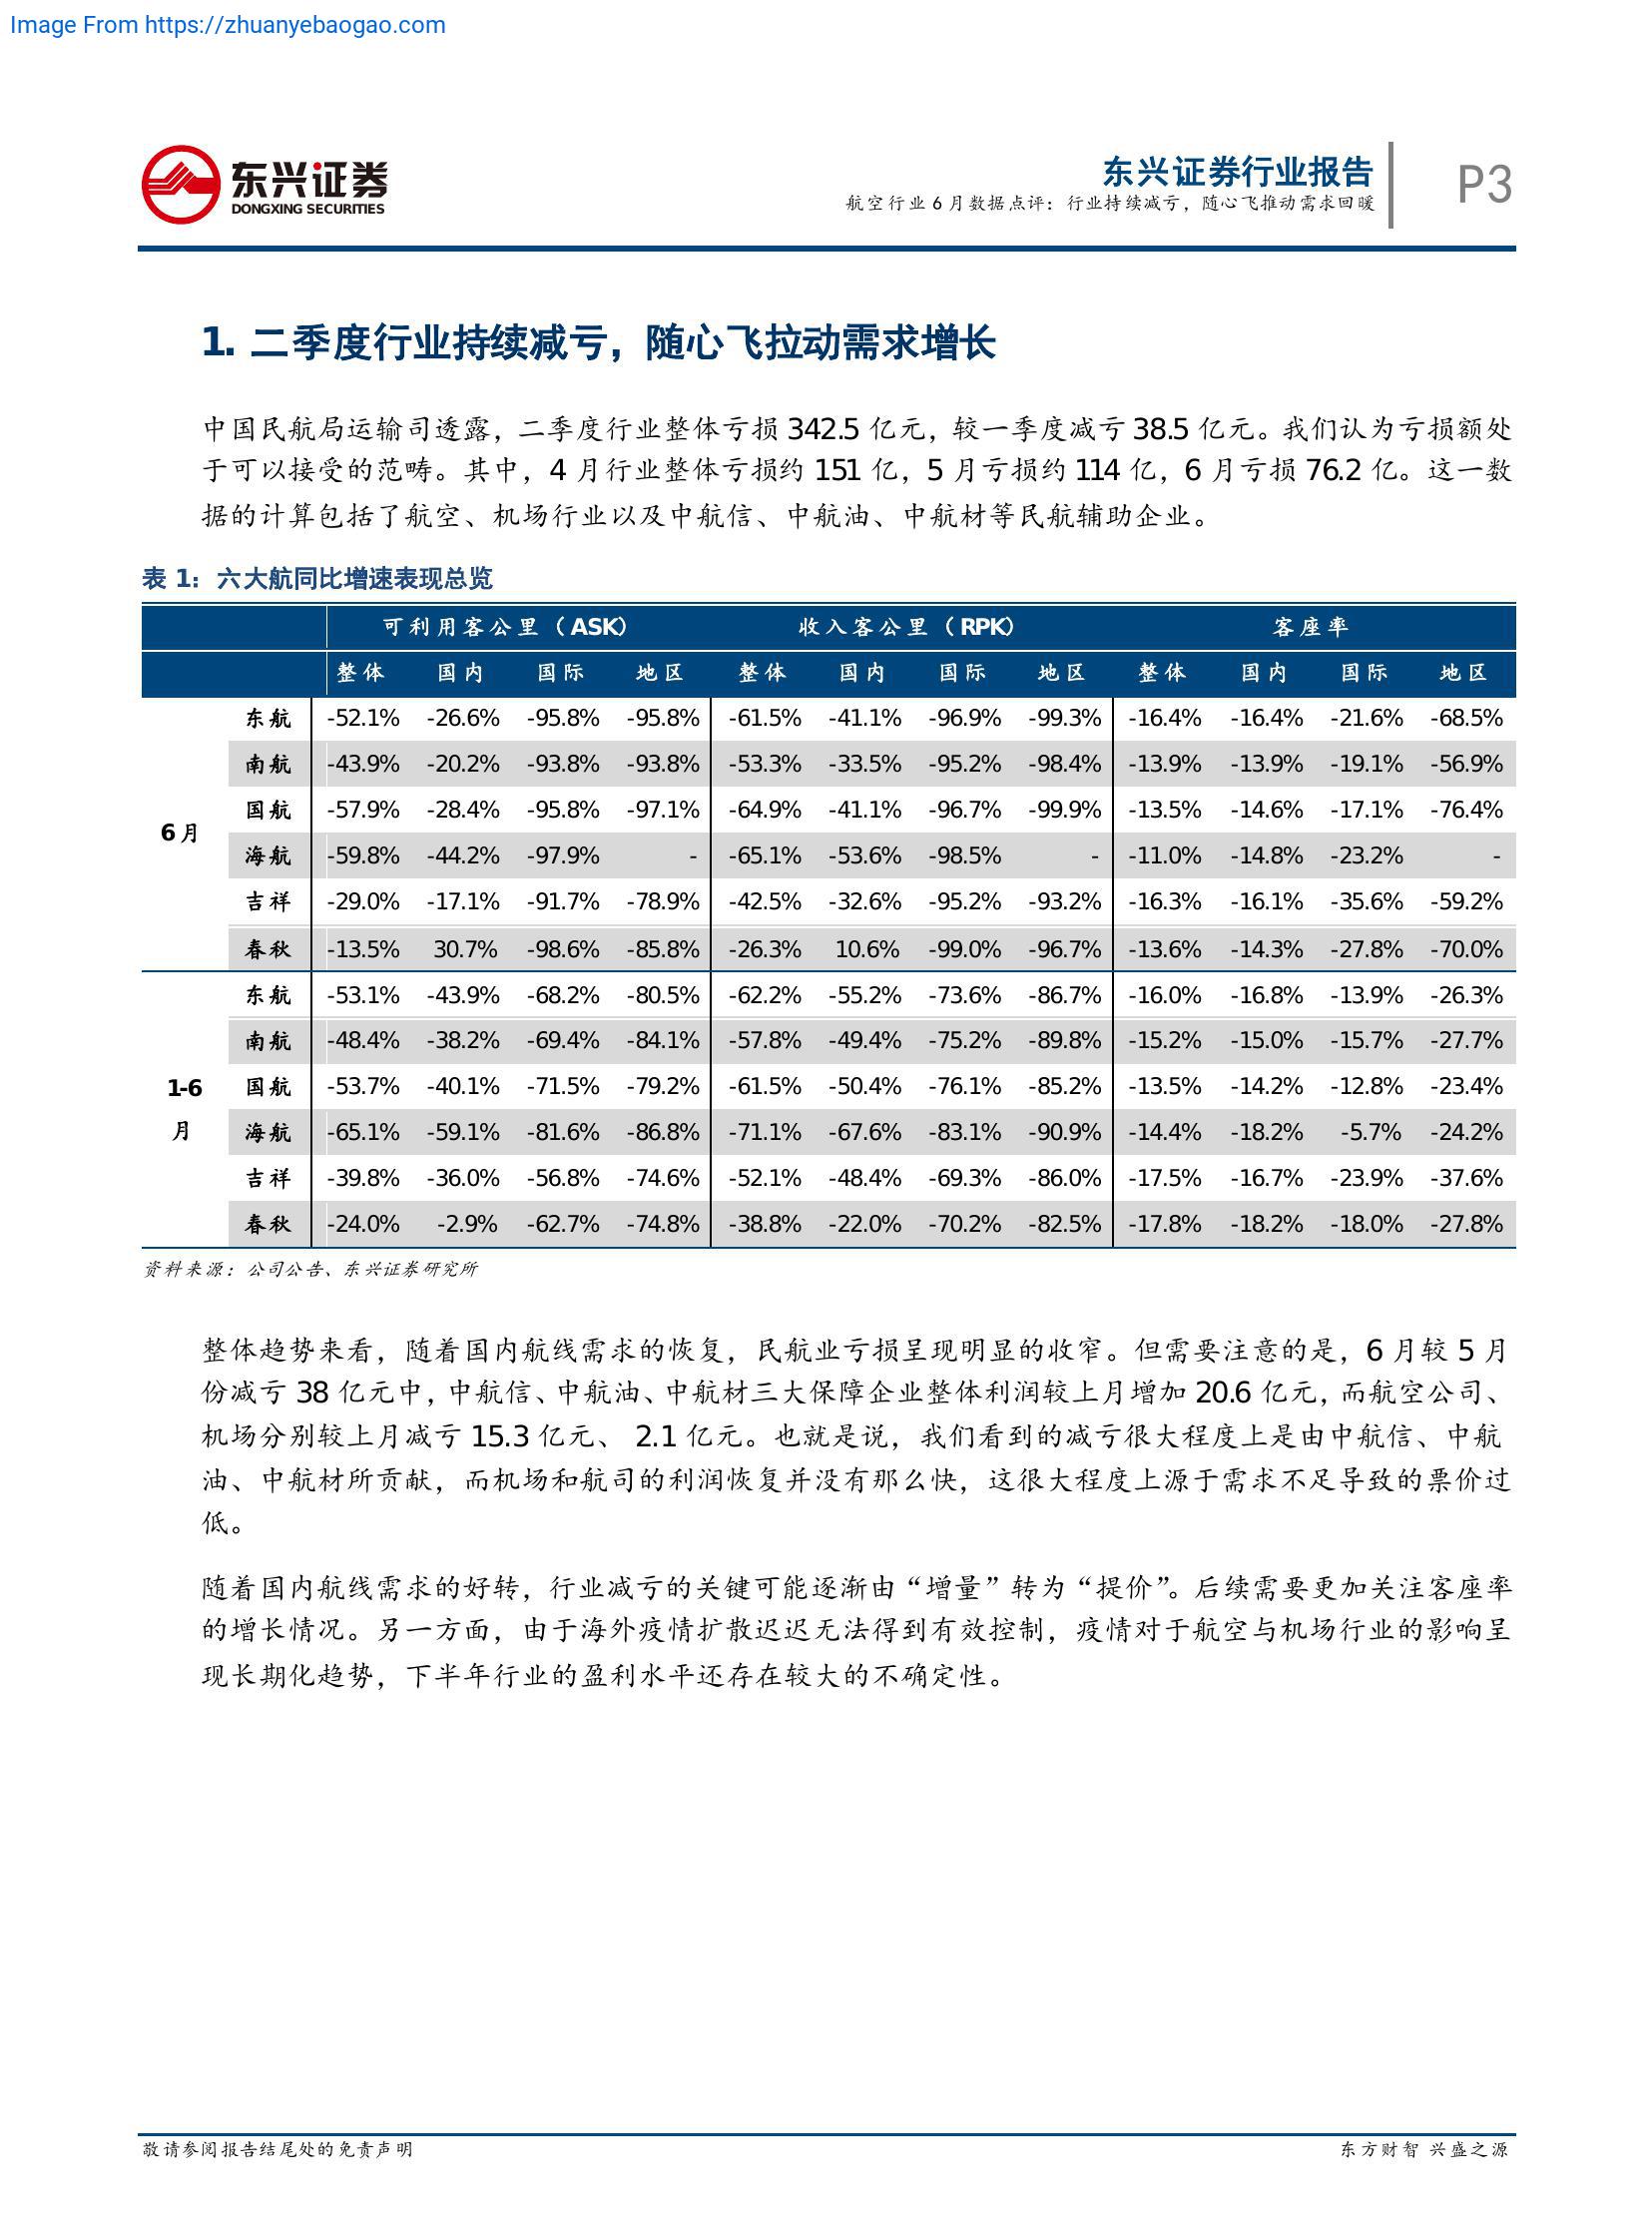 Image From https://zhuanyebaogao.com
东兴证券
DONGXING SECURITIES
东兴证券行业报告
航空行业 6 月数据点评：行业持续减亏，随心飞推动需求回暖
P3
1. 二季度行业持续减亏，随心飞拉动需求增长
中国民航局运输司透露，二季度行业整体亏损 342.5 亿元，较一季度减亏 38.5 亿元。我们认为亏损额处
于可以接受的范畴。其中，4 月行业整体亏损约 151 亿，5 月亏损约 114 亿，6 月亏损 76.2 亿。这一数
据的计算包括了航空、机场行业以及中航信、中航油、中航材等民航辅助企业。
表 1：六大航同比增速表现总览
可利用客公里（ASK） 收入客公里（RPK） 客座率
整体 国内 国际 地区 整体 国内 国际 地区 整体 国内 国际 地区
6 月
东航 -52.1% -26.6% -95.8% -95.8% -61.5% -41.1% -96.9% -99.3% -16.4% -16.4% -21.6% -68.5%
南航 -43.9% -20.2% -93.8% -93.8% -53.3% -33.5% -95.2% -98.4% -13.9% -13.9% -19.1% -56.9%
国航 -57.9% -28.4% -95.8% -97.1% -64.9% -41.1% -96.7% -99.9% -13.5% -14.6% -17.1% -76.4%
海航 -59.8% -44.2% -97.9% - -65.1% -53.6% -98.5% - -11.0% -14.8% -23.2% -
吉祥 -29.0% -17.1% -91.7% -78.9% -42.5% -32.6% -95.2% -93.2% -16.3% -16.1% -35.6% -59.2%
春秋 -13.5% 30.7% -98.6% -85.8% -26.3% 10.6% -99.0% -96.7% -13.6% -14.3% -27.8% -70.0%
1-6
月
东航 -53.1% -43.9% -68.2% -80.5% -62.2% -55.2% -73.6% -86.7% -16.0% -16.8% -13.9% -26.3%
南航 -48.4% -38.2% -69.4% -84.1% -57.8% -49.4% -75.2% -89.8% -15.2% -15.0% -15.7% -27.7%
国航 -53.7% -40.1% -71.5% -79.2% -61.5% -50.4% -76.1% -85.2% -13.5% -14.2% -12.8% -23.4%
海航 -65.1% -59.1% -81.6% -86.8% -71.1% -67.6% -83.1% -90.9% -14.4% -18.2% -5.7% -24.2%
吉祥 -39.8% -36.0% -56.8% -74.6% -52.1% -48.4% -69.3% -86.0% -17.5% -16.7% -23.9% -37.6%
春秋 -24.0% -2.9% -62.7% -74.8% -38.8% -22.0% -70.2% -82.5% -17.8% -18.2% -18.0% -27.8%
资料来源：公司公告、东兴证券研究所
整体趋势来看，随着国内航线需求的恢复，民航业亏损呈现明显的收窄。但需要注意的是，6 月较 5 月
份减亏 38 亿元中，中航信、中航油、中航材三大保障企业整体利润较上月增加 20.6 亿元，而航空公司、
机场分别较上月减亏 15.3 亿元、 2.1 亿元。也就是说，我们看到的减亏很大程度上是由中航信、中航
油、中航材所贡献，而机场和航司的利润恢复并没有那么快，这很大程度上源于需求不足导致的票价过
低。
随着国内航线需求的好转，行业减亏的关键可能逐渐由“增量”转为“提价”。后续需要更加关注客座率
的增长情况。另一方面，由于海外疫情扩散迟迟无法得到有效控制，疫情对于航空与机场行业的影响呈
现长期化趋势，下半年行业的盈利水平还存在较大的不确定性。
敬请参阅报告结尾处的免责声明
东方财智 兴盛之源